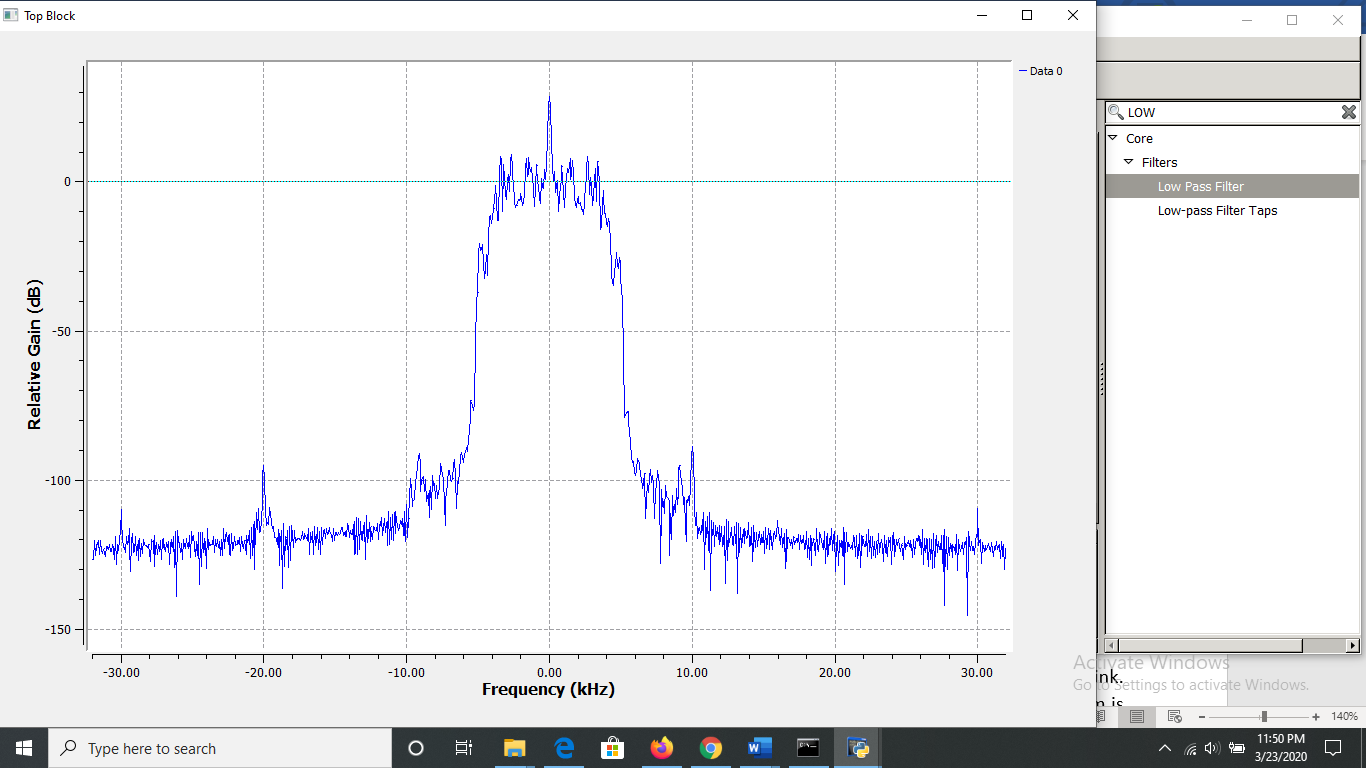 Top Block
Data 0
0
-50
-100
-150
Relative Gain (dB)
-30.00 -20.00 -10.00 0.00 10.00 20.00 30.00
Frequency (kHz)
LOW
Core
Filters
Low Pass Filter
Low-pass Filter Taps
Activate Windows
Go to Settings to activate Windows.
ink.
140%
Type here to search
11:50 PM
3/23/2020